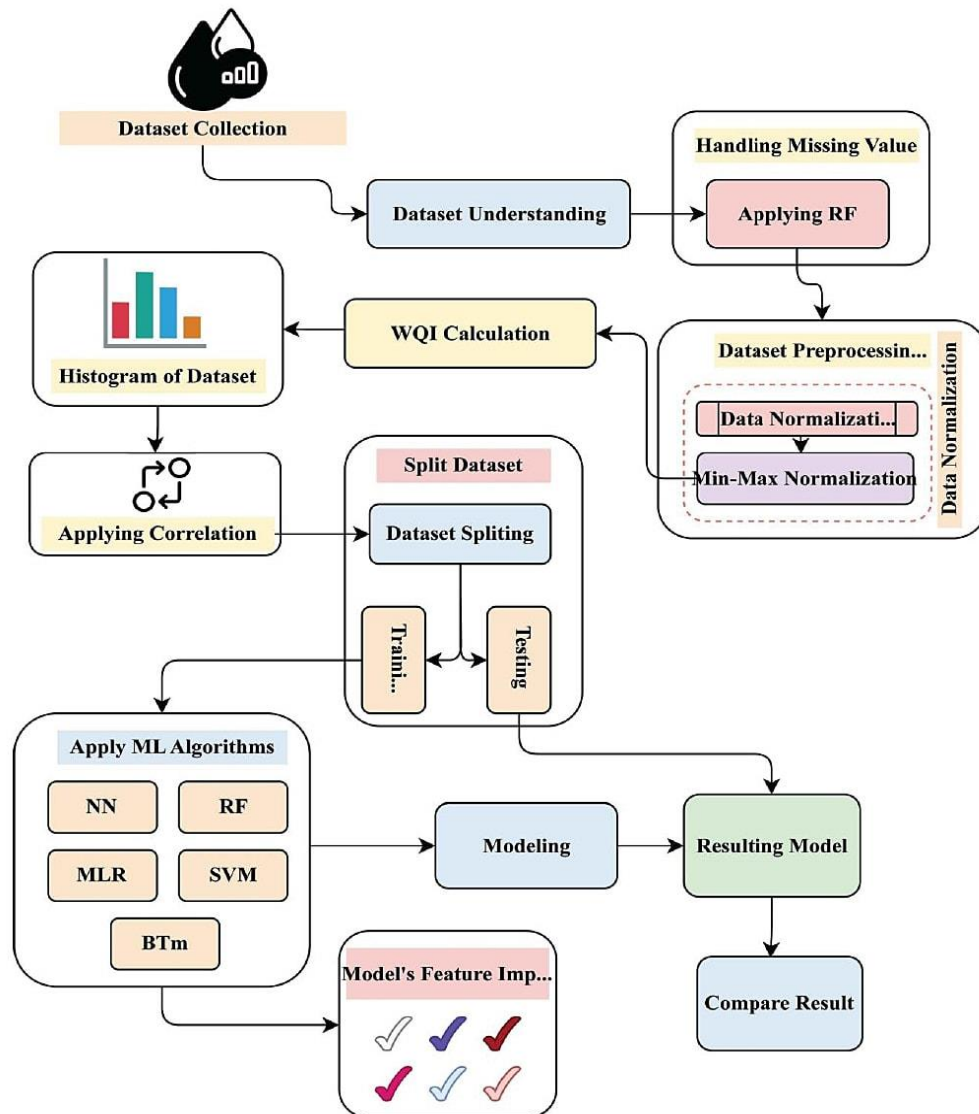 Dataset Collection
Handling Missing Value
Dataset Understanding
Applying RF
WQI Calculation
Histogram of Dataset
Dataset Preprocessin...
Data Normalizati...
Min-Max Normalization
Data Normalization
Applying Correlation
Split Dataset
Dataset Spliting
Traini...
Testing
Apply ML Algorithms
NN
RF
MLR
SVM
BTm
Modeling
Resulting Model
Model's Feature Imp...
Compare Result